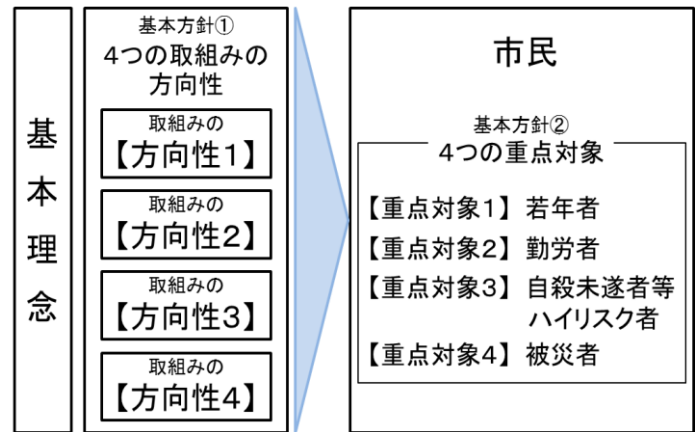 基本理念
基本方針①
4つの取組みの
方向性
取組みの
【方向性1】
取組みの
【方向性2】
取組みの
【方向性3】
取組みの
【方向性4】
市民
基本方針②
4つの重点対象
【重点対象1】 若年者
【重点対象2】 勤労者
【重点対象3】 自殺未遂者等
ハイリスク者
【重点対象4】 被災者